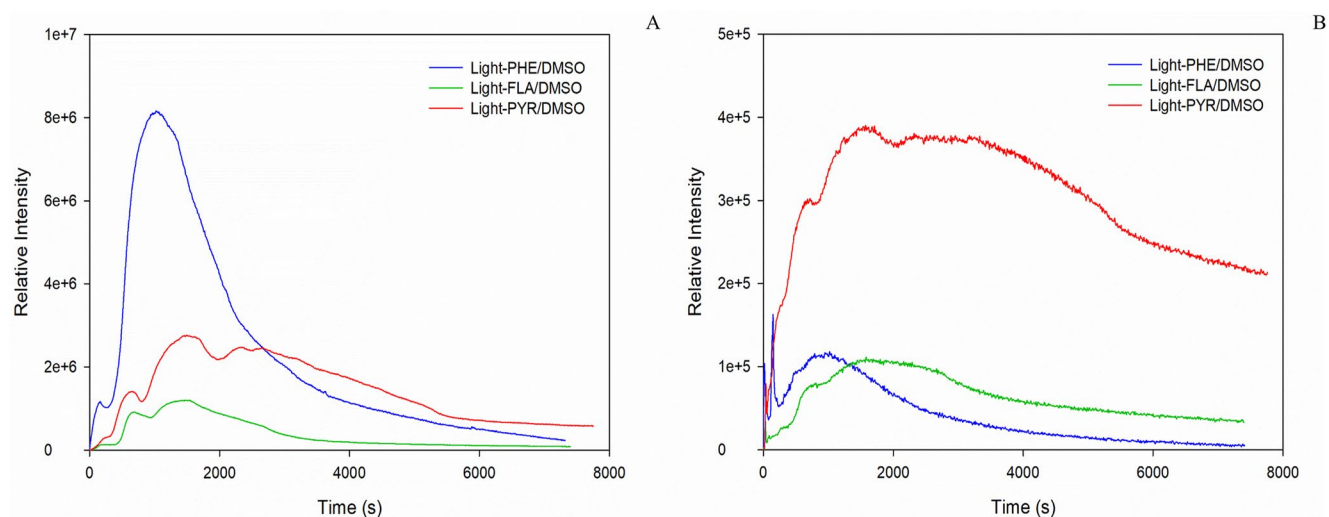 A
1e+7
8e+6
6e+6
4e+6
2e+6
0
Relative Intensity
Light-PHE/DMSO
Light-FLA/DMSO
Light-PYR/DMSO
0 2000 4000 6000 8000
Time (s)
B
5e+5
4e+5
3e+5
2e+5
1e+5
0
Relative Intensity
Light-PHE/DMSO
Light-FLA/DMSO
Light-PYR/DMSO
0 2000 4000 6000 8000
Time (s)